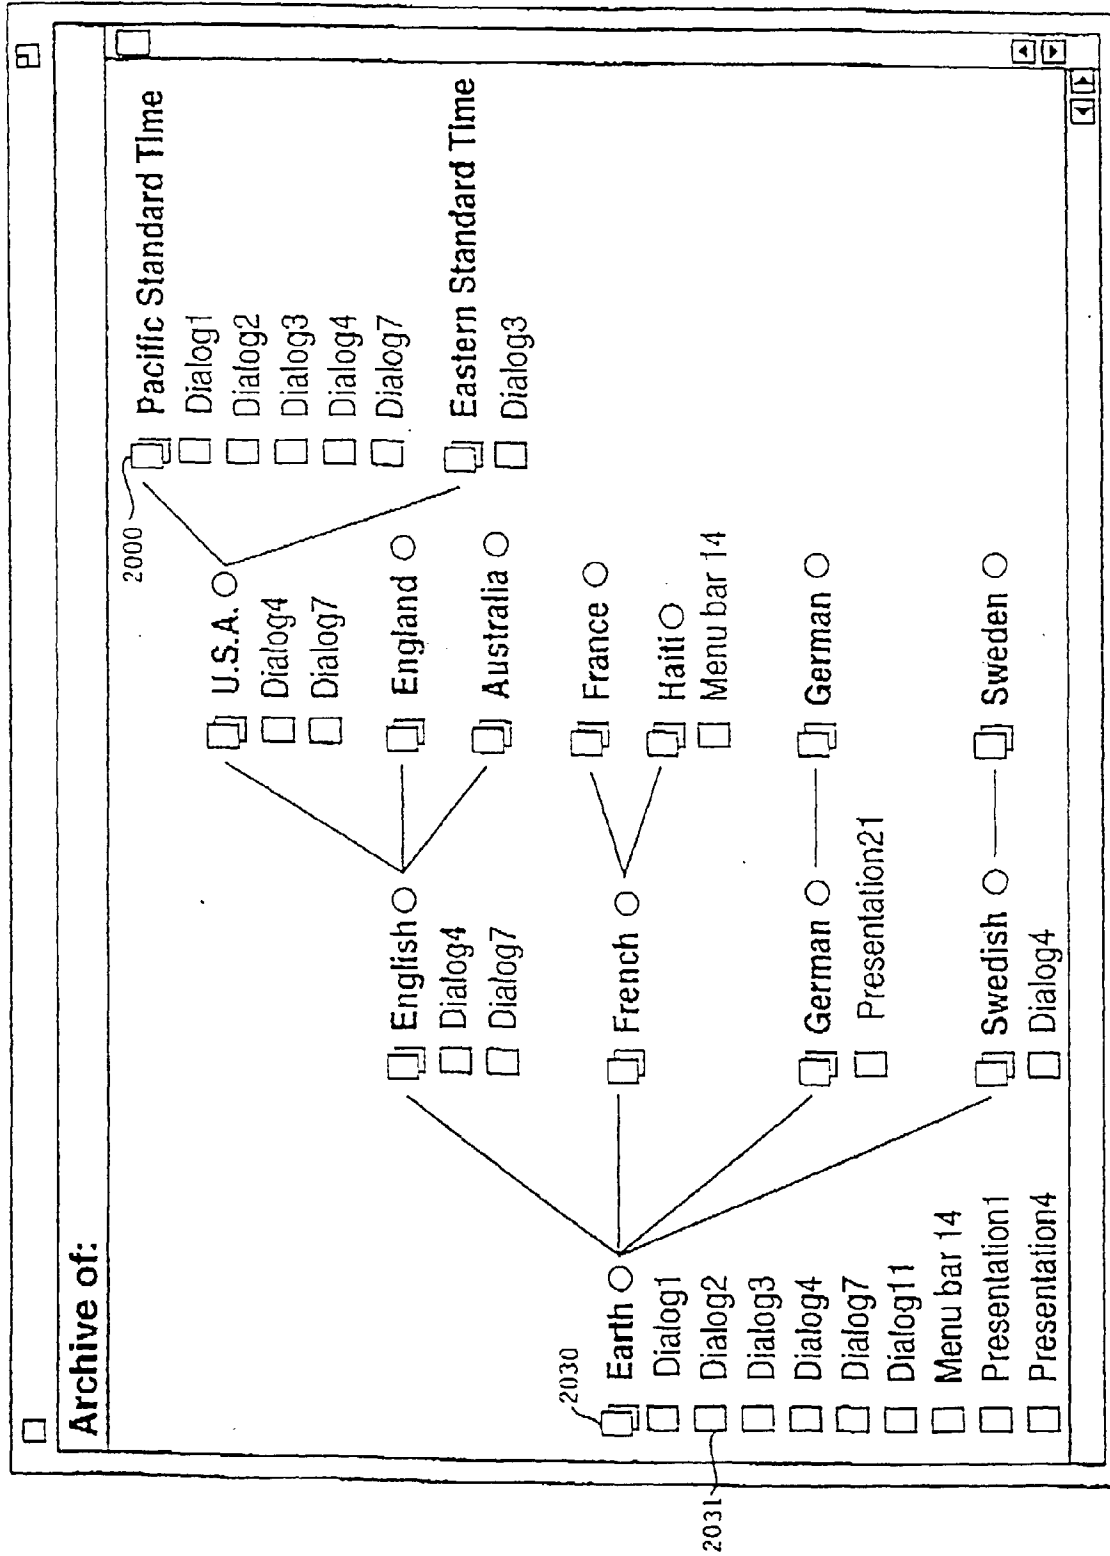 Archive of:
2030
Earth
Dialog1
2031
Dialog2
Dialog3
Dialog4
Dialog7
Dialog11
Menu bar 14
Presentation1
Presentation4
English
Dialog4
Dialog7
French
German
Presentation21
Swedish
Dialog4
U.S.A.
Dialog4
Dialog7
England
Australia
France
Haiti
Menu bar 14
German
Sweden
2000
Pacific Standard Time
Dialog1
Dialog2
Dialog3
Dialog4
Dialog7
Eastern Standard Time
Dialog3